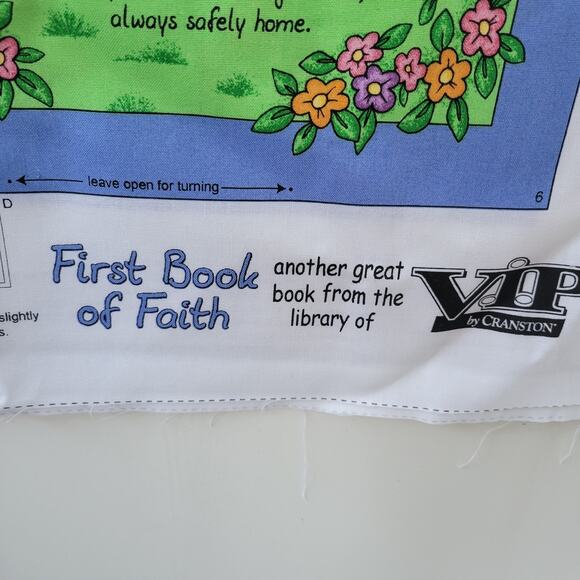 always safely home.
leave open for turning
6
D
slightly
s.
First Book
of Faith
another great
book from the
library of
VIP
by CRANSTON